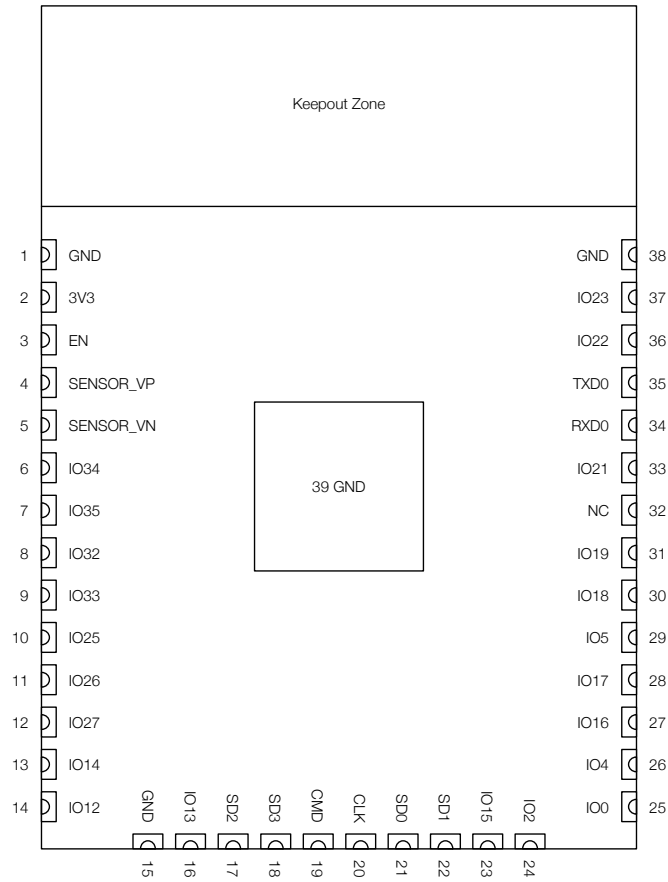 Keepout Zone
1 GND
2 3V3
3 EN
4 SENSOR_VP
5 SENSOR_VN
6 IO34
7 IO35
8 IO32
9 IO33
10 IO25
11 IO26
12 IO27
13 IO14
14 IO12
39 GND
GND 38
IO23 37
IO22 36
TXD0 35
RXD0 34
IO21 33
NC 32
IO19 31
IO18 30
IO5 29
IO17 28
IO16 27
IO4 26
IO0 25
GND 15
IO13 16
SD2 17
SD3 18
CMD 19
CLK 20
SD0 21
SD1 22
IO15 23
IO2 24